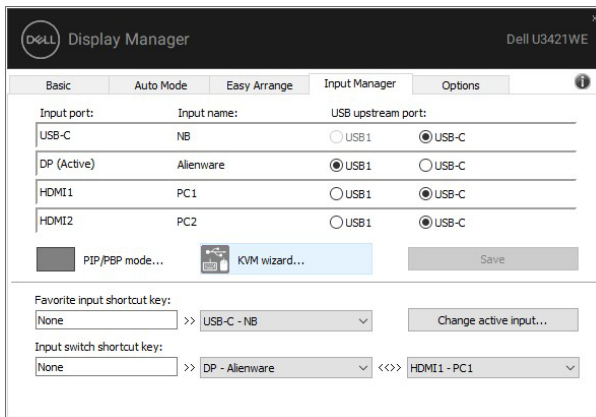 DELL Display Manager Dell U3421WE
Basic Auto Mode Easy Arrange Input Manager Options
Input port: Input name: USB upstream port:
USB-C NB USB1 USB-C
DP (Active) Alienware USB1 USB-C
HDMI1 PC1 USB1 USB-C
HDMI2 PC2 USB1 USB-C
PIP/PBP mode... KVM wizard... Save
Favorite input shortcut key:
None >> USB-C - NB Change active input...
Input switch shortcut key:
None >> DP - Alienware <<>> HDMI1 - PC1